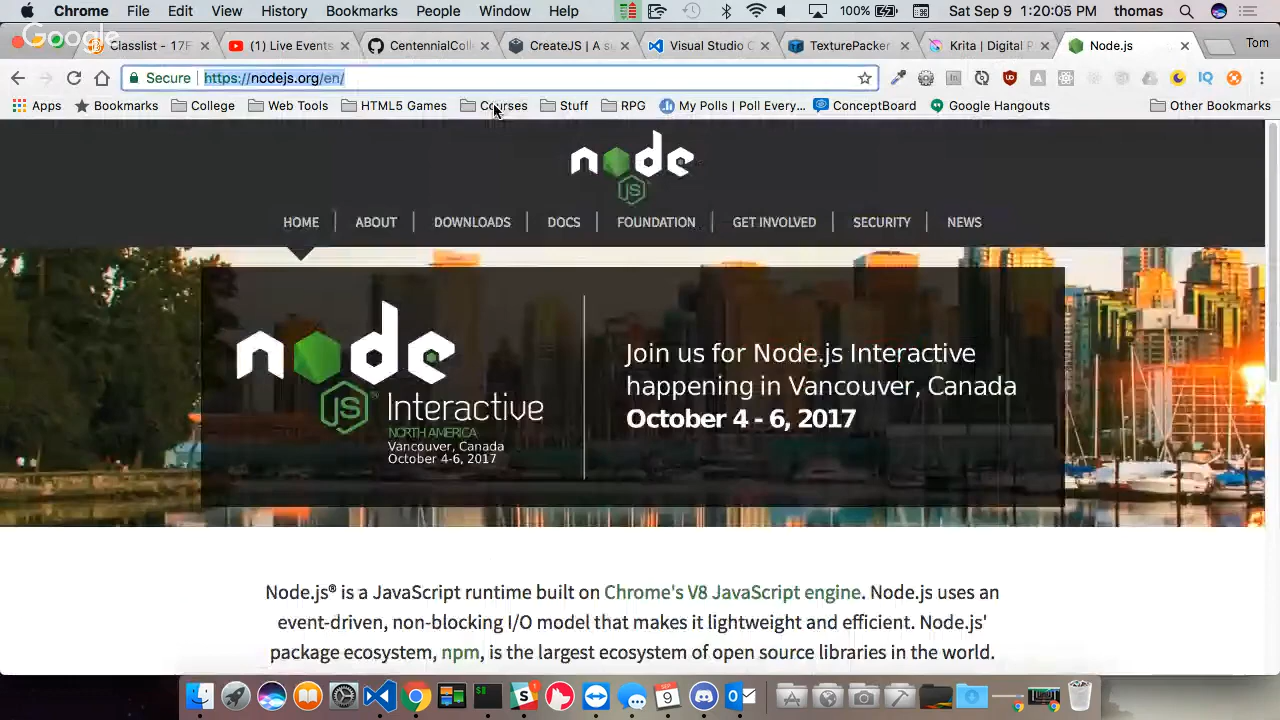 Chrome File Edit View History Bookmarks People Window Help 100% Sat Sep 9 1:20:05 PM thomas
Google
Classlist - 17F (1) Live Events CentennialColl CreateJS | A su Visual Studio C TexturePacker Krita | Digital P Node.js Tom
Secure https://nodejs.org/en/
Apps Bookmarks College Web Tools HTML5 Games Courses Stuff RPG My Polls | Poll Every... ConceptBoard Google Hangouts Other Bookmarks
node
JS
HOME ABOUT DOWNLOADS DOCS FOUNDATION GET INVOLVED SECURITY NEWS
node
JS Interactive
NORTH AMERICA
Vancouver, Canada
October 4-6, 2017
Join us for Node.js Interactive
happening in Vancouver, Canada
October 4 - 6, 2017
Node.js® is a JavaScript runtime built on Chrome's V8 JavaScript engine. Node.js uses an
event-driven, non-blocking I/O model that makes it lightweight and efficient. Node.js'
package ecosystem, npm, is the largest ecosystem of open source libraries in the world.